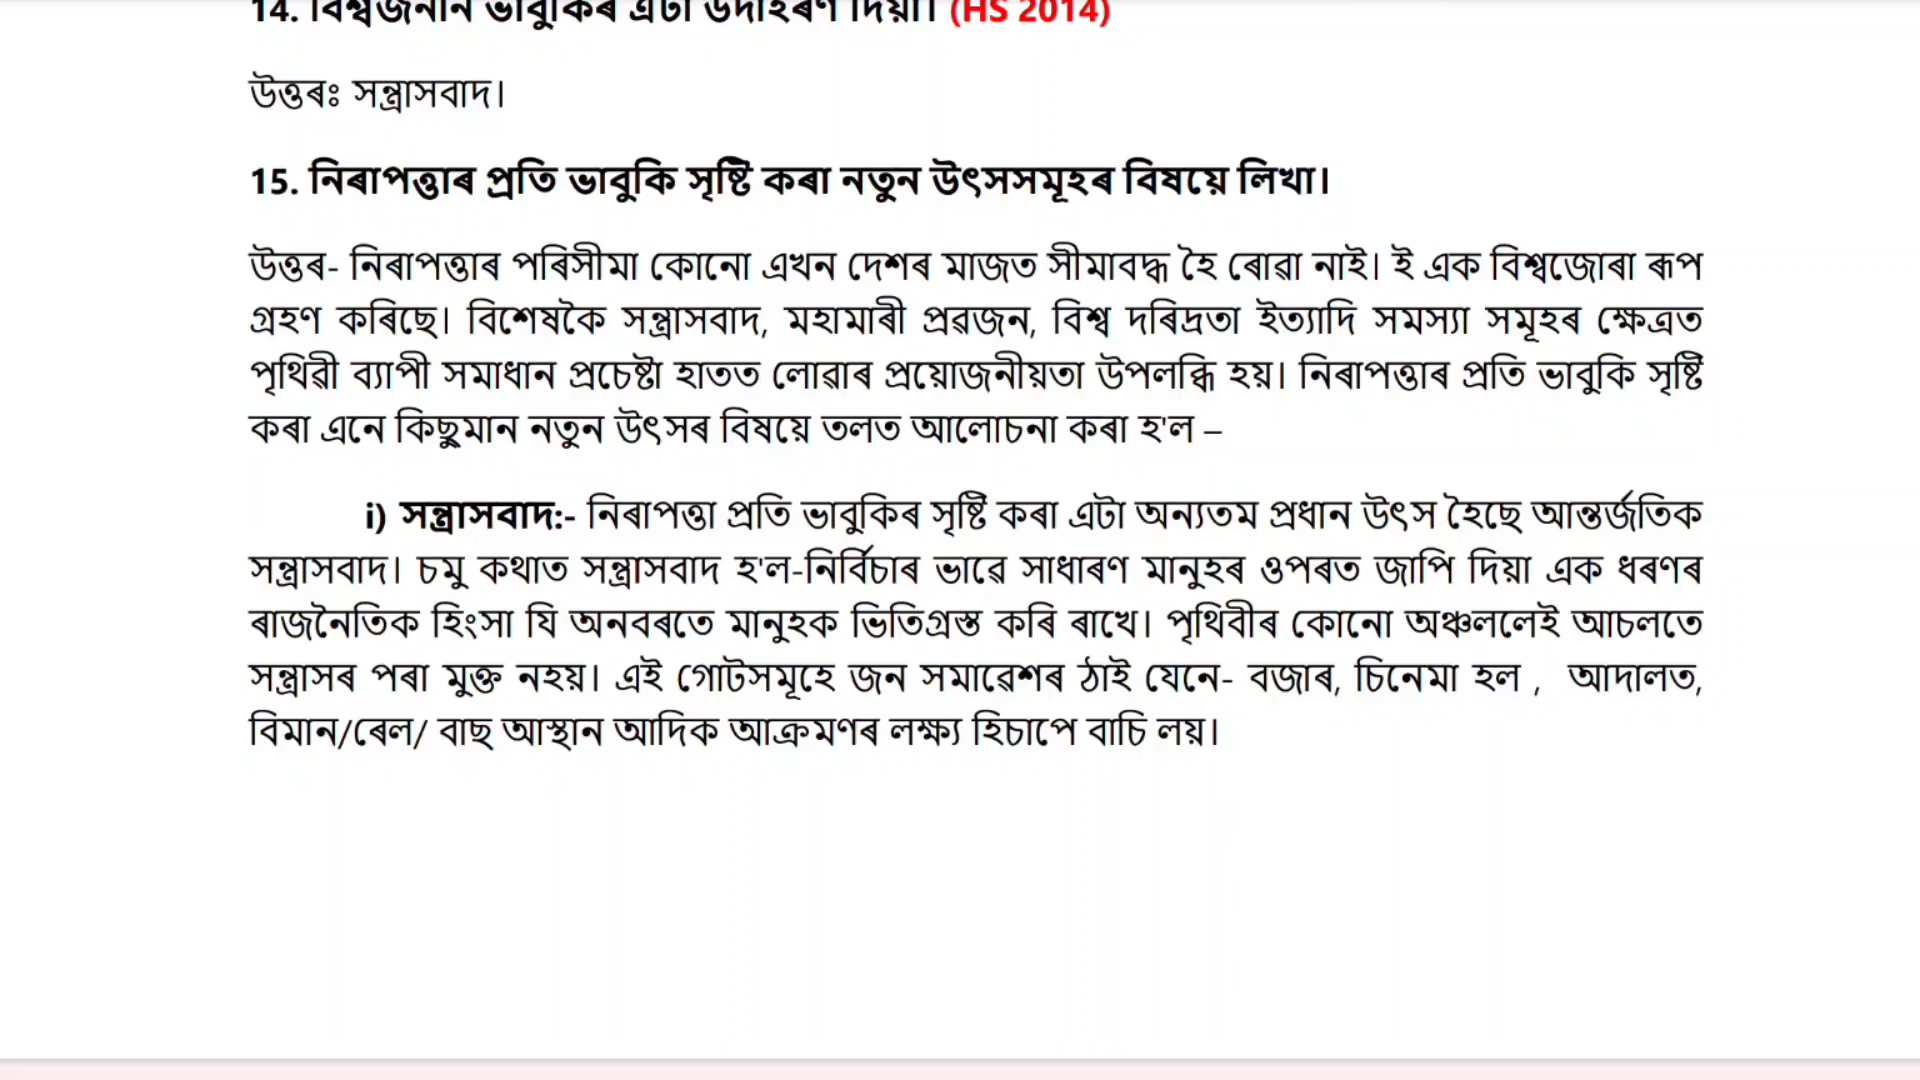 14. বিশ্বজনীন ভাবুকিৰ এটা উদাহৰণ দিয়া। (HS 2014)
উত্তৰঃ সন্ত্ৰাসবাদ।
15. নিৰাপত্তাৰ প্ৰতি ভাবুকি সৃষ্টি কৰা নতুন উৎসসমূহৰ বিষয়ে লিখা।
উত্তৰ- নিৰাপত্তাৰ পৰিসীমা কোনো এখন দেশৰ মাজত সীমাবদ্ধ হৈ ৰোৱা নাই। ই এক বিশ্বজোৰা ৰূপ
গ্ৰহণ কৰিছে। বিশেষকৈ সন্ত্ৰাসবাদ, মহামাৰী প্ৰৱজন, বিশ্ব দৰিদ্ৰতা ইত্যাদি সমস্যা সমূহৰ ক্ষেত্ৰত
পৃথিৱী ব্যাপী সমাধান প্ৰচেষ্টা হাতত লোৱাৰ প্ৰয়োজনীয়তা উপলব্ধি হয়। নিৰাপত্তাৰ প্ৰতি ভাবুকি সৃষ্টি
কৰা এনে কিছুমান নতুন উৎসৰ বিষয়ে তলত আলোচনা কৰা হ'ল –
i) সন্ত্ৰাসবাদ:- নিৰাপত্তা প্ৰতি ভাবুকিৰ সৃষ্টি কৰা এটা অন্যতম প্ৰধান উৎস হৈছে আন্তৰ্জতিক
সন্ত্ৰাসবাদ। চমু কথাত সন্ত্ৰাসবাদ হ'ল-নিৰ্বিচাৰ ভাৱে সাধাৰণ মানুহৰ ওপৰত জাপি দিয়া এক ধৰণৰ
ৰাজনৈতিক হিংসা যি অনবৰতে মানুহক ভিতিগ্ৰস্ত কৰি ৰাখে। পৃথিবীৰ কোনো অঞ্চললেই আচলতে
সন্ত্ৰাসৰ পৰা মুক্ত নহয়। এই গোটসমূহে জন সমাৱেশৰ ঠাই যেনে- বজাৰ, চিনেমা হল , আদালত,
বিমান/ৰেল/ বাছ আস্থান আদিক আক্ৰমণৰ লক্ষ্য হিচাপে বাচি লয়।